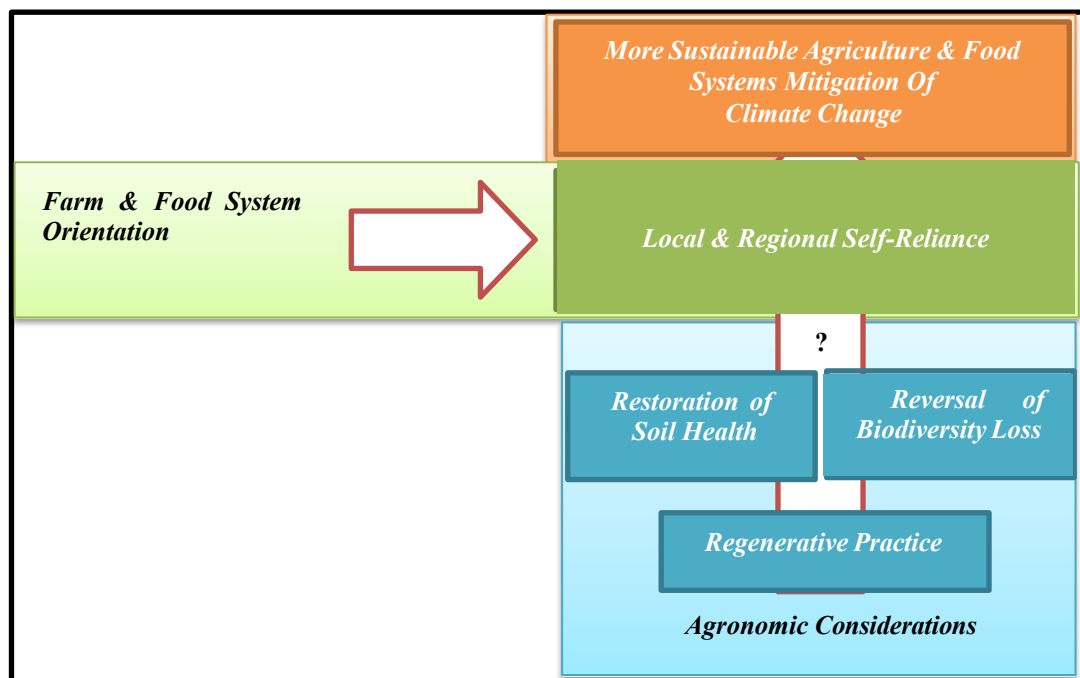 More Sustainable Agriculture & Food
Systems Mitigation Of
Climate Change
Farm & Food System
Orientation
Local & Regional Self-Reliance
?
Restoration of
Soil Health
Reversal of
Biodiversity Loss
Regenerative Practice
Agronomic Considerations